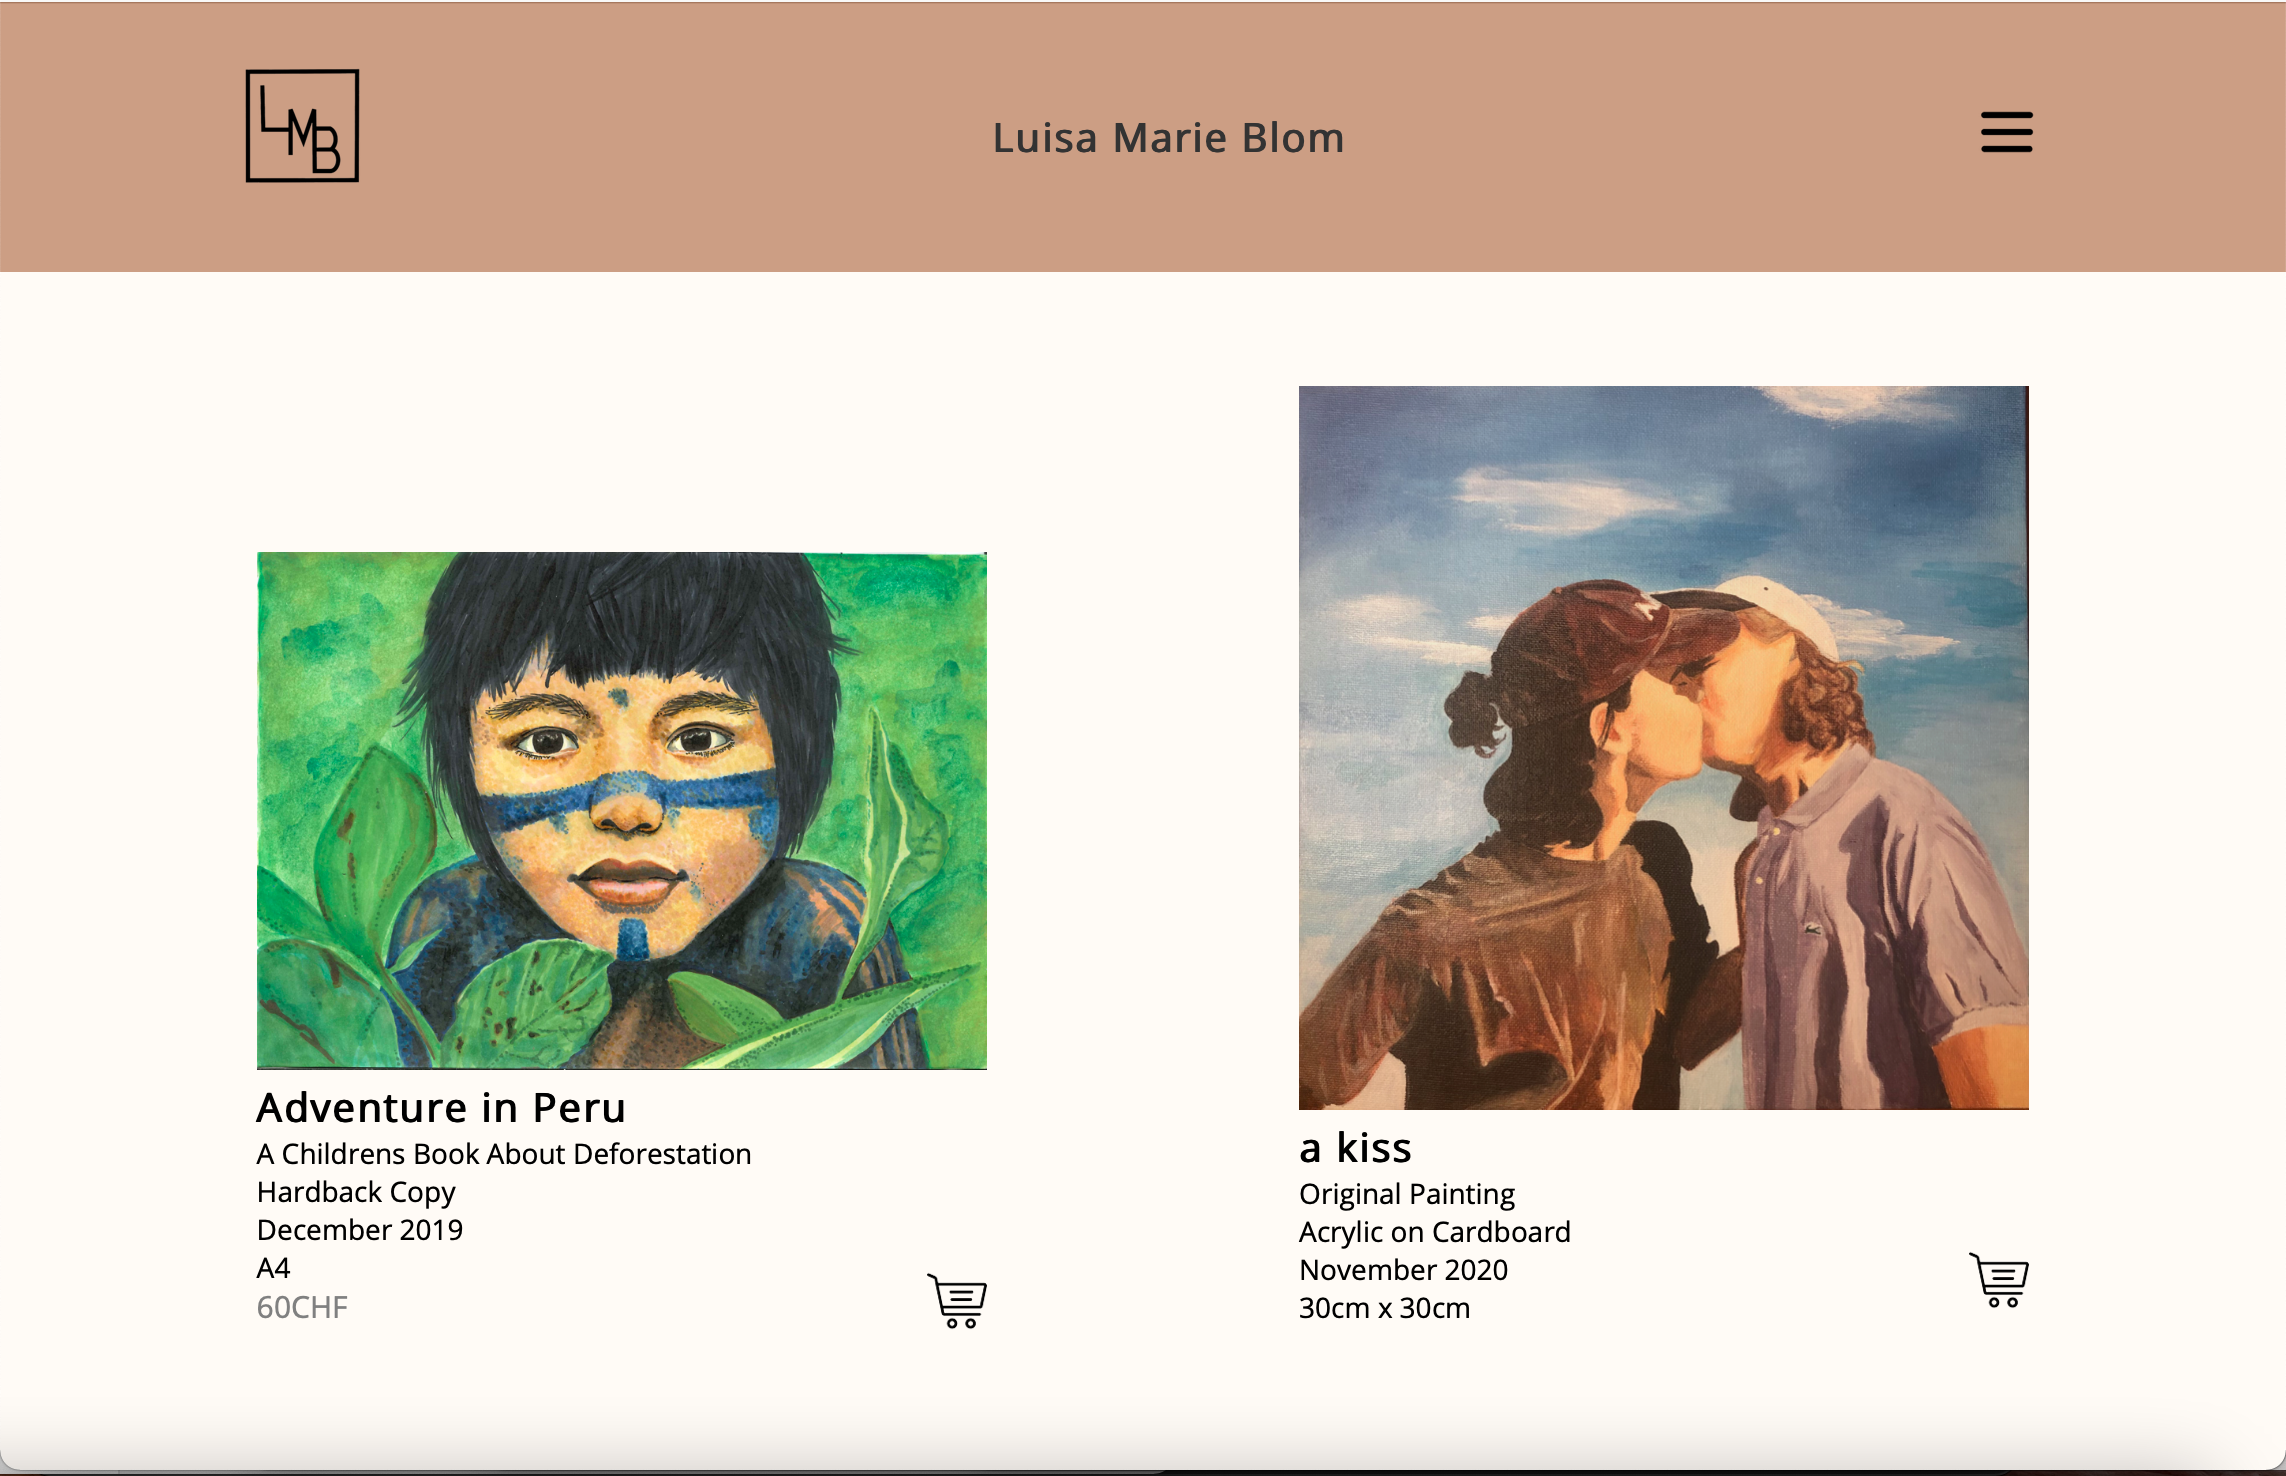 LMB
Luisa Marie Blom
Adventure in Peru
A Childrens Book About Deforestation
Hardback Copy
December 2019
A4
60CHF
a kiss
Original Painting
Acrylic on Cardboard
November 2020
30cm x 30cm